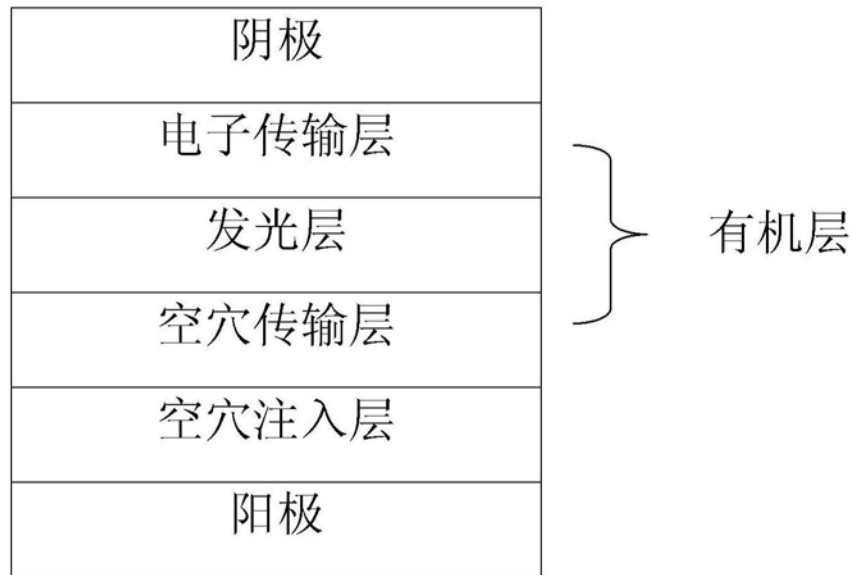 阴极
电子传输层
发光层
有机层
空穴传输层
空穴注入层
阳极